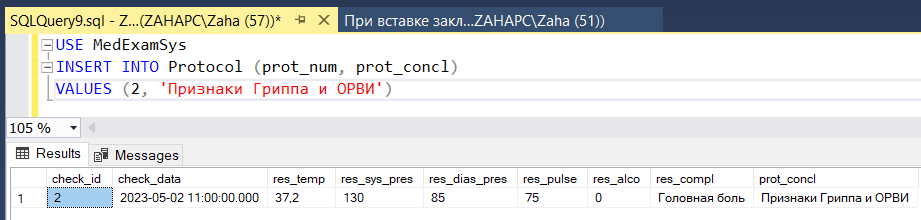 SQLQuery9.sql - Z...(ZAHAPC\Zaha (57))* При вставке закл...ZAHAPC\Zaha (51))
USE MedExamSys
INSERT INTO Protocol (prot_num, prot_concl)
VALUES (2, 'Признаки Гриппа и ОРВИ')
105 %
Results Messages
check_id check_data res_temp res_sys_pres res_dias_pres res_pulse res_alco res_compl prot_concl
1 2 2023-05-02 11:00:00.000 37,2 130 85 75 0 Головная боль Признаки Гриппа и ОРВИ